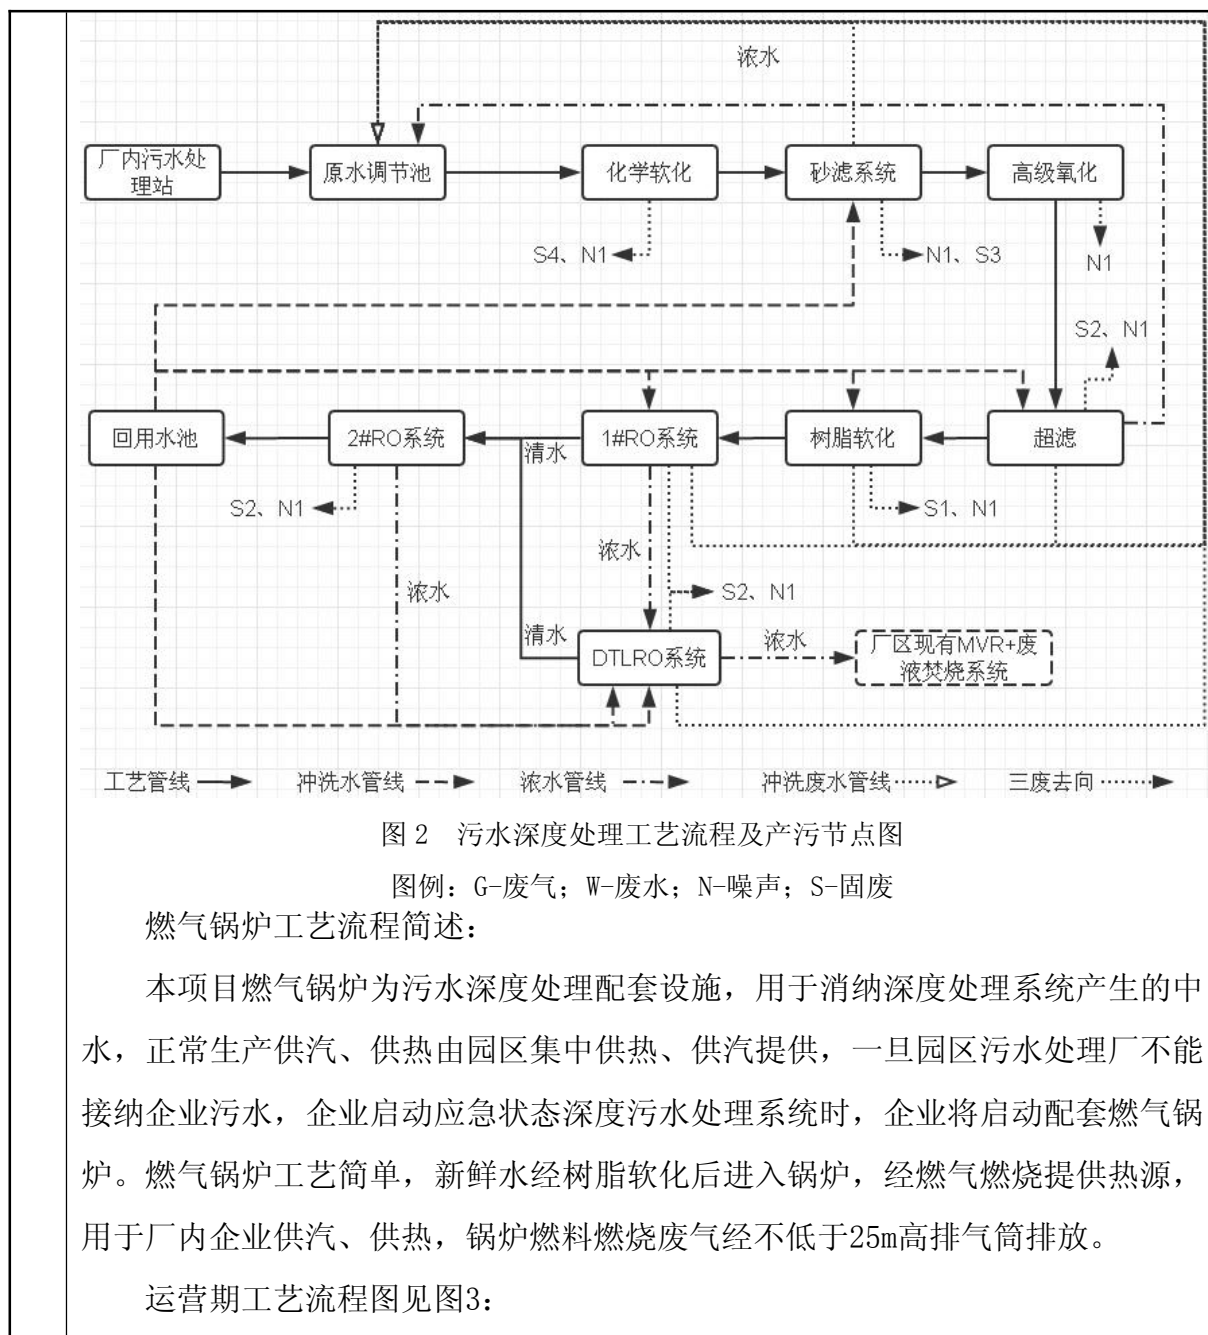 浓水
厂内污水处
理站
原水调节池
化学软化
砂滤系统
高级氧化
S4、N1
N1、S3
N1
S2、N1
回用水池
2#RO系统
清水
1#RO系统
树脂软化
超滤
S2、N1
S1、N1
浓水
浓水
S2、N1
清水
DTLRO系统
浓水
厂区现有MVR+废
液焚烧系统
工艺管线
冲洗水管线
浓水管线
冲洗废水管线
三废去向
图 2 污水深度处理工艺流程及产污节点图
图例：G-废气；W-废水；N-噪声；S-固废
燃气锅炉工艺流程简述：
本项目燃气锅炉为污水深度处理配套设施，用于消纳深度处理系统产生的中
水，正常生产供汽、供热由园区集中供热、供汽提供，一旦园区污水处理厂不能
接纳企业污水，企业启动应急状态深度污水处理系统时，企业将启动配套燃气锅
炉。燃气锅炉工艺简单，新鲜水经树脂软化后进入锅炉，经燃气燃烧提供热源，
用于厂内企业供汽、供热，锅炉燃料燃烧废气经不低于25m高排气筒排放。
运营期工艺流程图见图3：